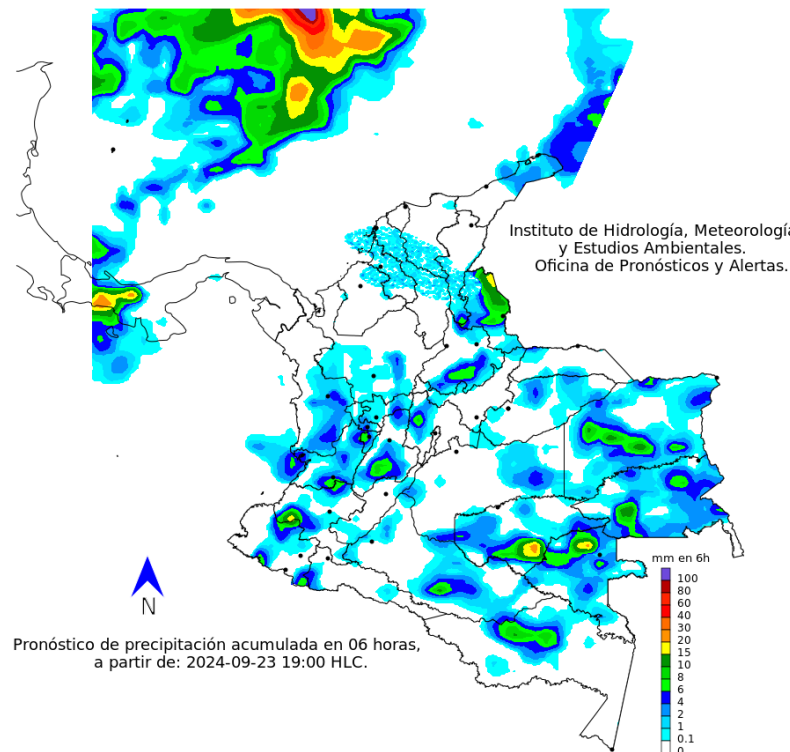 Instituto de Hidrología, Meteorología
y Estudios Ambientales.
Oficina de Pronósticos y Alertas.
mm en 6h
100
80
60
40
30
20
15
10
8
6
4
2
1
0.1
0
N
Pronóstico de precipitación acumulada en 06 horas,
a partir de: 2024-09-23 19:00 HLC.